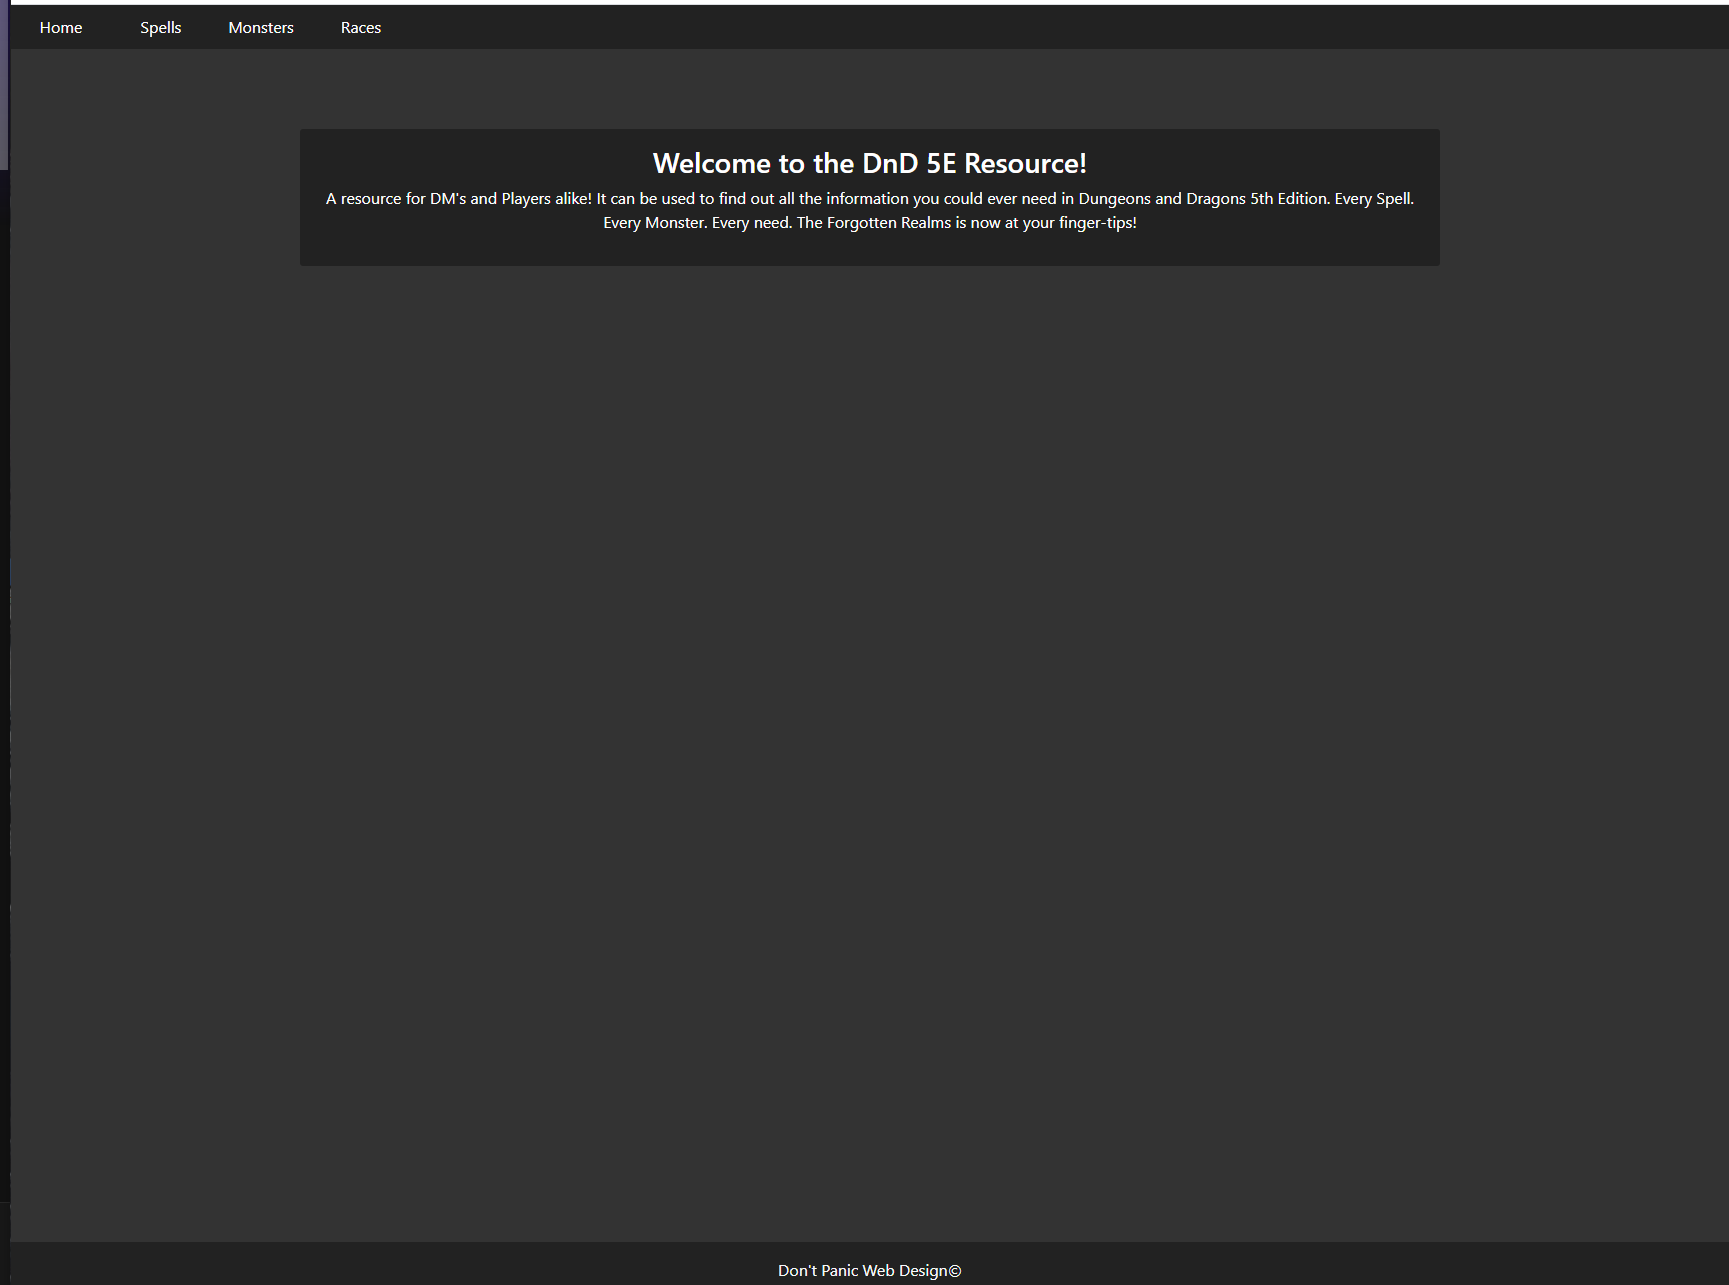 Home Spells Monsters Races
Welcome to the DnD 5E Resource!
A resource for DM's and Players alike! It can be used to find out all the information you could ever need in Dungeons and Dragons 5th Edition. Every Spell.
Every Monster. Every need. The Forgotten Realms is now at your finger-tips!
Don't Panic Web Design©